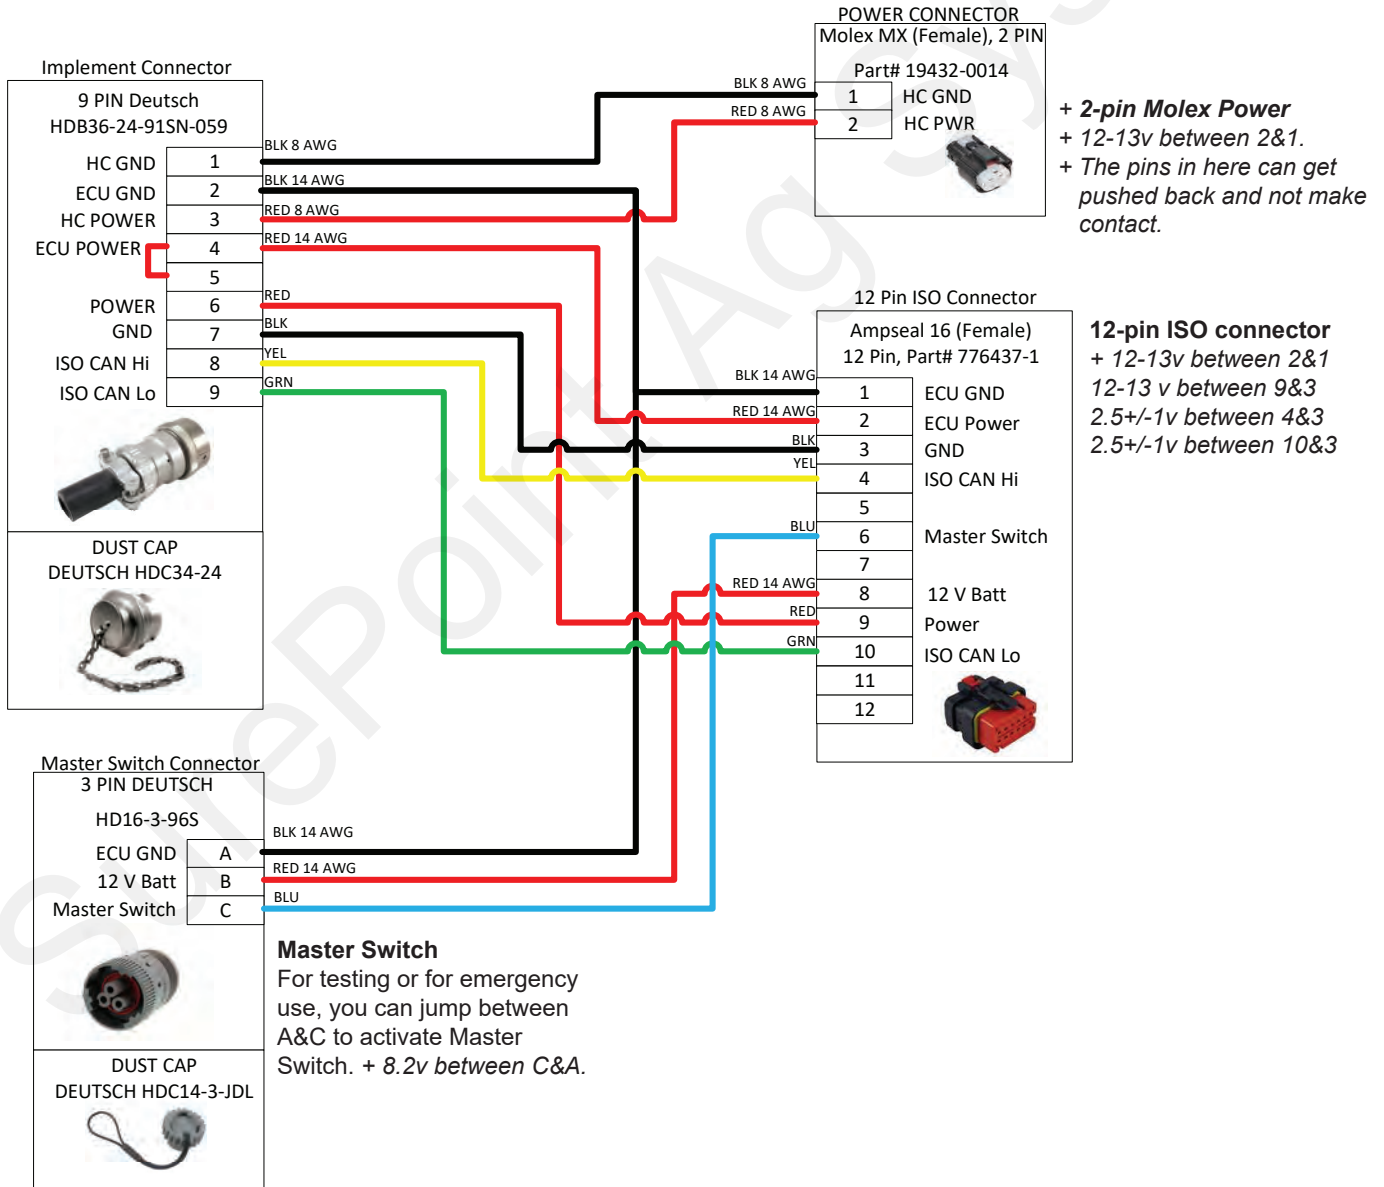 POWER CONNECTOR
Molex MX (Female), 2 PIN
Part# 19432-0014
BLK 8 AWG
1 HC GND
RED 8 AWG
2 HC PWR
+ 2-pin Molex Power
+ 12-13v between 2&1.
+ The pins in here can get
pushed back and not make
contact.
Implement Connector
9 PIN Deutsch
HDB36-24-91SN-059
HC GND 1 BLK 8 AWG
ECU GND 2 BLK 14 AWG
HC POWER 3 RED 8 AWG
ECU POWER 4 RED 14 AWG
5
POWER 6 RED
GND 7 BLK
ISO CAN Hi 8 YEL
ISO CAN Lo 9 GRN
DUST CAP
DEUTSCH HDC34-24
12 Pin ISO Connector
Ampseal 16 (Female)
12 Pin, Part# 776437-1
BLK 14 AWG 1 ECU GND
RED 14 AWG 2 ECU Power
BLK 3 GND
YEL 4 ISO CAN Hi
5
BLU 6 Master Switch
7
RED 14 AWG 8 12 V Batt
RED 9 Power
GRN 10 ISO CAN Lo
11
12
12-pin ISO connector
+ 12-13v between 2&1
12-13 v between 9&3
2.5+/-1v between 4&3
2.5+/-1v between 10&3
Master Switch Connector
3 PIN DEUTSCH
HD16-3-96S
ECU GND A BLK 14 AWG
12 V Batt B RED 14 AWG
Master Switch C BLU
DUST CAP
DEUTSCH HDC14-3-JDL
Master Switch
For testing or for emergency
use, you can jump between
A&C to activate Master
Switch. + 8.2v between C&A.
SurePoint Ag Sys